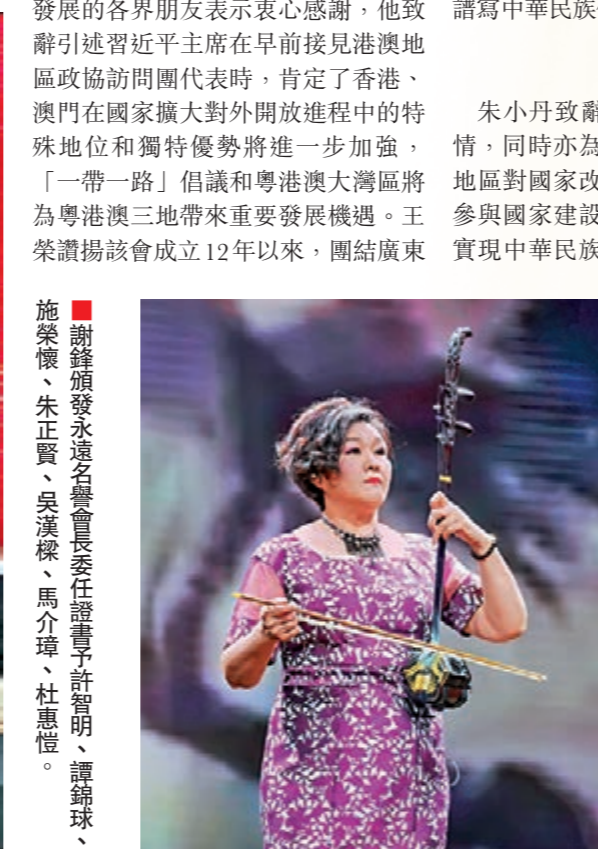 發展的各界朋友表示衷心感謝，他致
辭引述習近平主席在早前接見港澳地
區政協訪問團代表時，肯定了香港、
澳門在國家擴大對外開放進程中的特
殊地位和獨特優勢將進一步加強，
「一帶一路」倡議和粵港澳大灣區將
為粵港澳三地帶來重要發展機遇。王
榮讚揚該會成立12年以來，團結廣東
譜寫中華民族
朱小丹致辭
情，同時亦為
地區對國家改
參與國家建設
實現中華民族
■謝鋒頒發永遠名譽會長委任證書予許智明、譚錦球、
施榮懷、朱正賢、吳漢樑、馬介璋、杜惠愷。